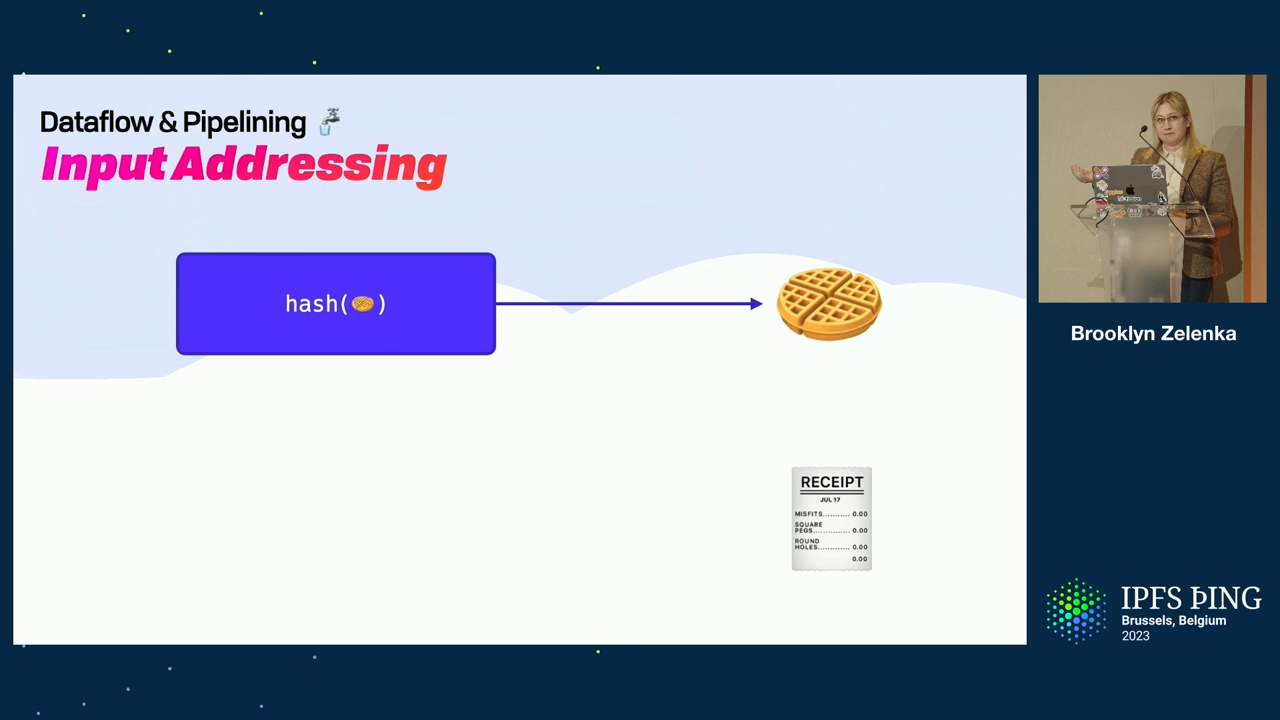 Dataflow & Pipelining
Input Addressing
hash(🧇)
RECEIPT
JUL 17
MISFITS........... 0.00
SQUARE
PEGS.............. 0.00
ROUND
HOLES............ 0.00
0.00
Brooklyn Zelenka
IPFS ÞING
Brussels, Belgium
2023